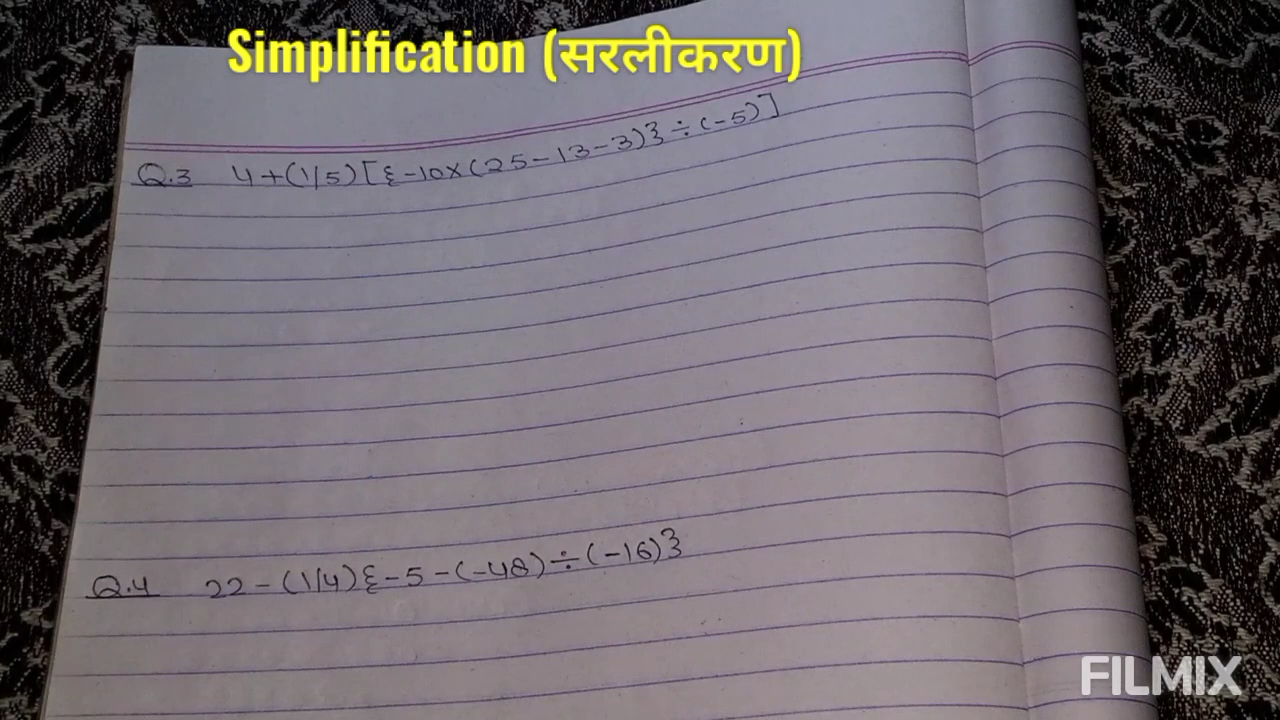 Simplification (सरलीकरण)
Q.3 4+(1/5)[{-10×(25-13-3)}÷(-5)]
Q.4 22-(1/4){-5-(-48)÷(-16)}
FILMIX